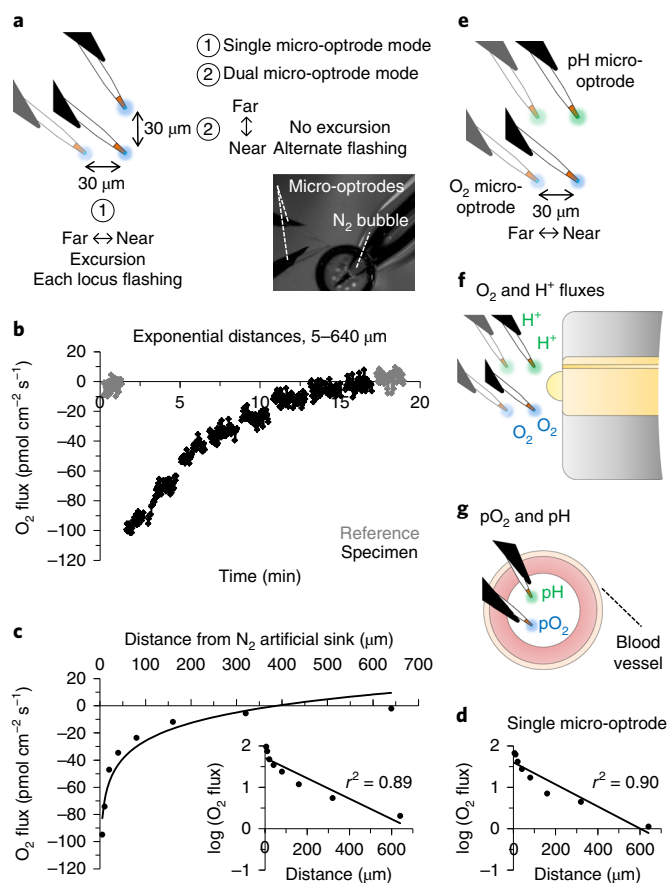 a
① Single micro-optrode mode
② Dual micro-optrode mode
30 µm
②
Far
↕
Near
No excursion
Alternate flashing
30 µm
①
Far ↔ Near
Excursion
Each locus flashing
Micro-optrodes
N₂ bubble
b
Exponential distances, 5–640 µm
O₂ flux (pmol cm⁻² s⁻¹)
20
0
−20
−40
−60
−80
−100
−120
0
5
10
15
20
Reference
Specimen
Time (min)
c
Distance from N₂ artificial sink (µm)
0
80
160
240
320
400
500
600
700
O₂ flux (pmol cm⁻² s⁻¹)
20
0
−20
−40
−60
−80
−100
−120
log (O₂ flux)
2
1
0
−1
r² = 0.89
0
200
400
600
Distance (µm)
d
Single micro-optrode
log (O₂ flux)
2
1
0
−1
r² = 0.90
0
200
400
600
Distance (µm)
e
pH micro-
optrode
O₂ micro-
optrode
30 µm
Far ↔ Near
f
O₂ and H⁺ fluxes
H⁺
H⁺
O₂
O₂
g
pO₂ and pH
pH
pO₂
Blood
vessel